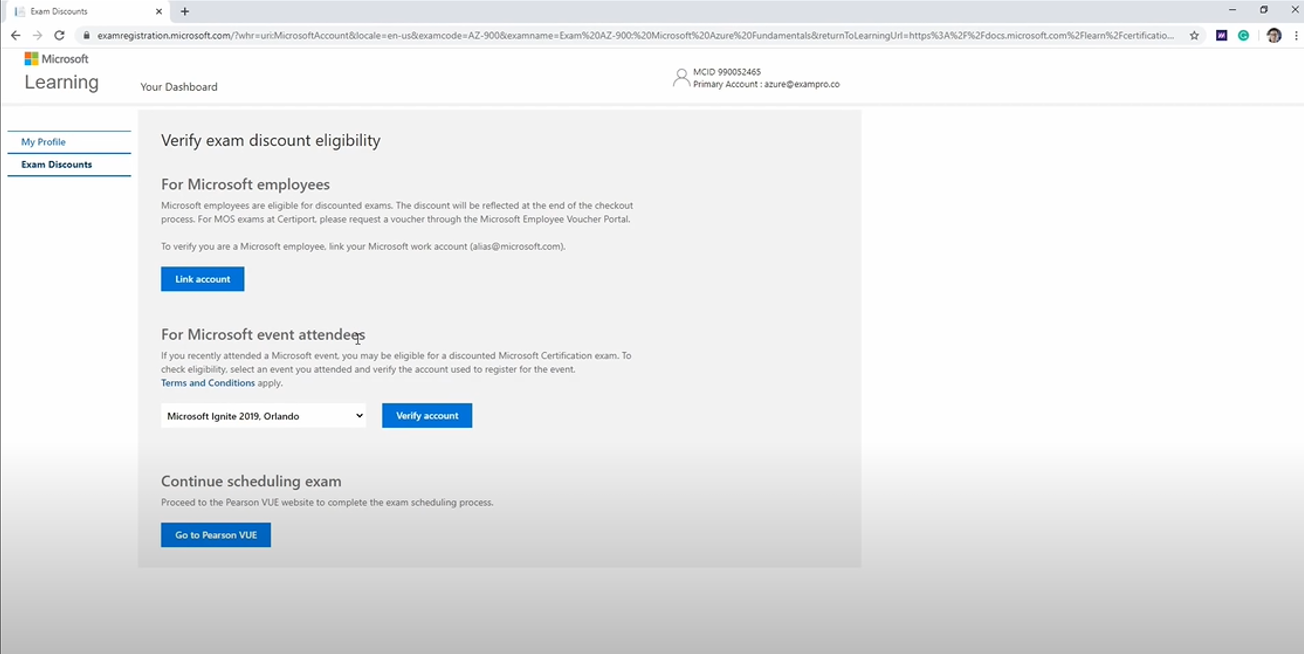 Exam Discounts
examregistration.microsoft.com/?whr=uri:MicrosoftAccount&locale=en-us&examcode=AZ-900&examname=Exam%20AZ-900:%20Microsoft%20Azure%20Fundamentals&returnToLearningUrl=https%3A%2F%2Fdocs.microsoft.com%2Flearn%2Fcertificatio...
Microsoft
Learning
Your Dashboard
MCID 990052465
Primary Account : azure@exampro.co
My Profile
Exam Discounts
Verify exam discount eligibility
For Microsoft employees
Microsoft employees are eligible for discounted exams. The discount will be reflected at the end of the checkout
process. For MOS exams at Certiport, please request a voucher through the Microsoft Employee Voucher Portal.
To verify you are a Microsoft employee, link your Microsoft work account (alias@microsoft.com).
Link account
For Microsoft event attendees
If you recently attended a Microsoft event, you may be eligible for a discounted Microsoft Certification exam. To
check eligibility, select an event you attended and verify the account used to register for the event.
Terms and Conditions apply.
Microsoft Ignite 2019, Orlando
Verify account
Continue scheduling exam
Proceed to the Pearson VUE website to complete the exam scheduling process.
Go to Pearson VUE